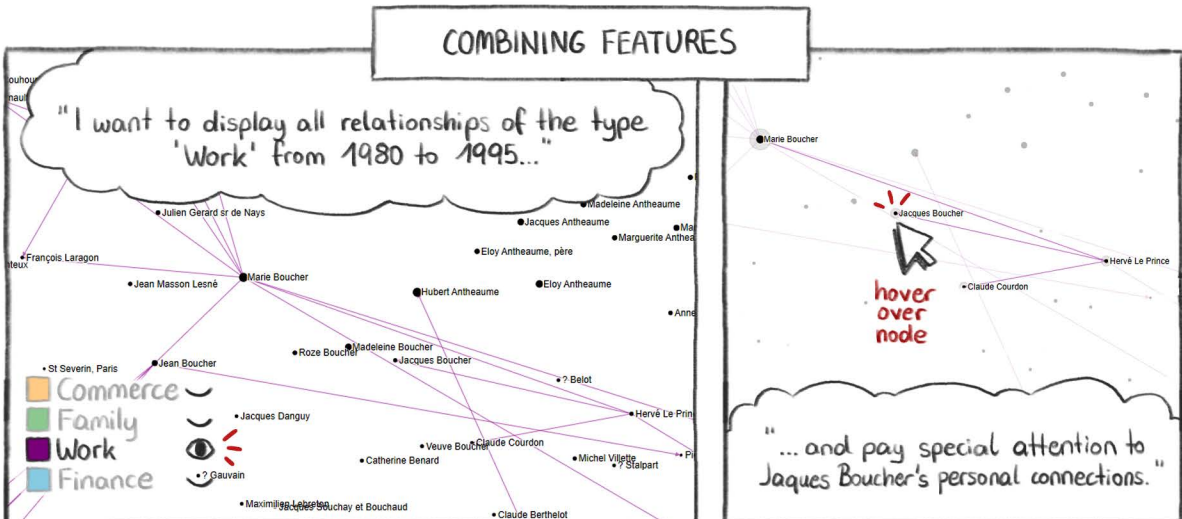 COMBINING FEATURES
"I want to display all relationships of the type
'Work' from 1980 to 1995..."
Julien Gerard sr de Nays
Madeleine Antheaume
Jacques Antheaume
Marguerite Anthea
François Laragon
Eloy Antheaume, père
Marie Boucher
Jean Masson Lesné
Hubert Antheaume
Eloy Antheaume
Anne
Roze Boucher
Madeleine Boucher
Jacques Boucher
Jean Boucher
St Severin, Paris
? Belot
Commerce
Family
Work
Finance
Jacques Danguy
Hervé Le Prin
Veuve Boucher
Claude Courdon
Catherine Benard
Michel Villette
? Stalpart
? Gauvain
Maximilien Lebreton
Jacques Souchay et Bouchaud
Claude Berthelot
Marie Boucher
Jacques Boucher
Hervé Le Prince
Claude Courdon
hover
over
node
"... and pay special attention to
Jaques Boucher's personal connections."